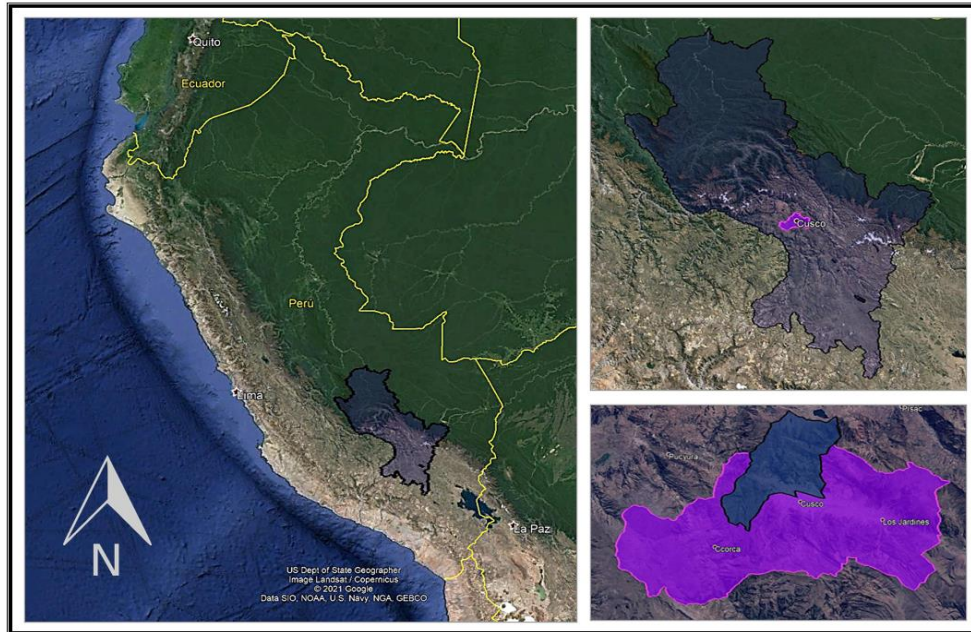 Quito
Ecuador
Perú
Lima
La Paz
N
US Dept of State Geographer
Image Landsat / Copernicus
© 2021 Google
Data SIO, NOAA, U.S. Navy, NGA, GEBCO
Cusco
Pisac
Pucyura
Cusco
Los Jardines
Ccorca